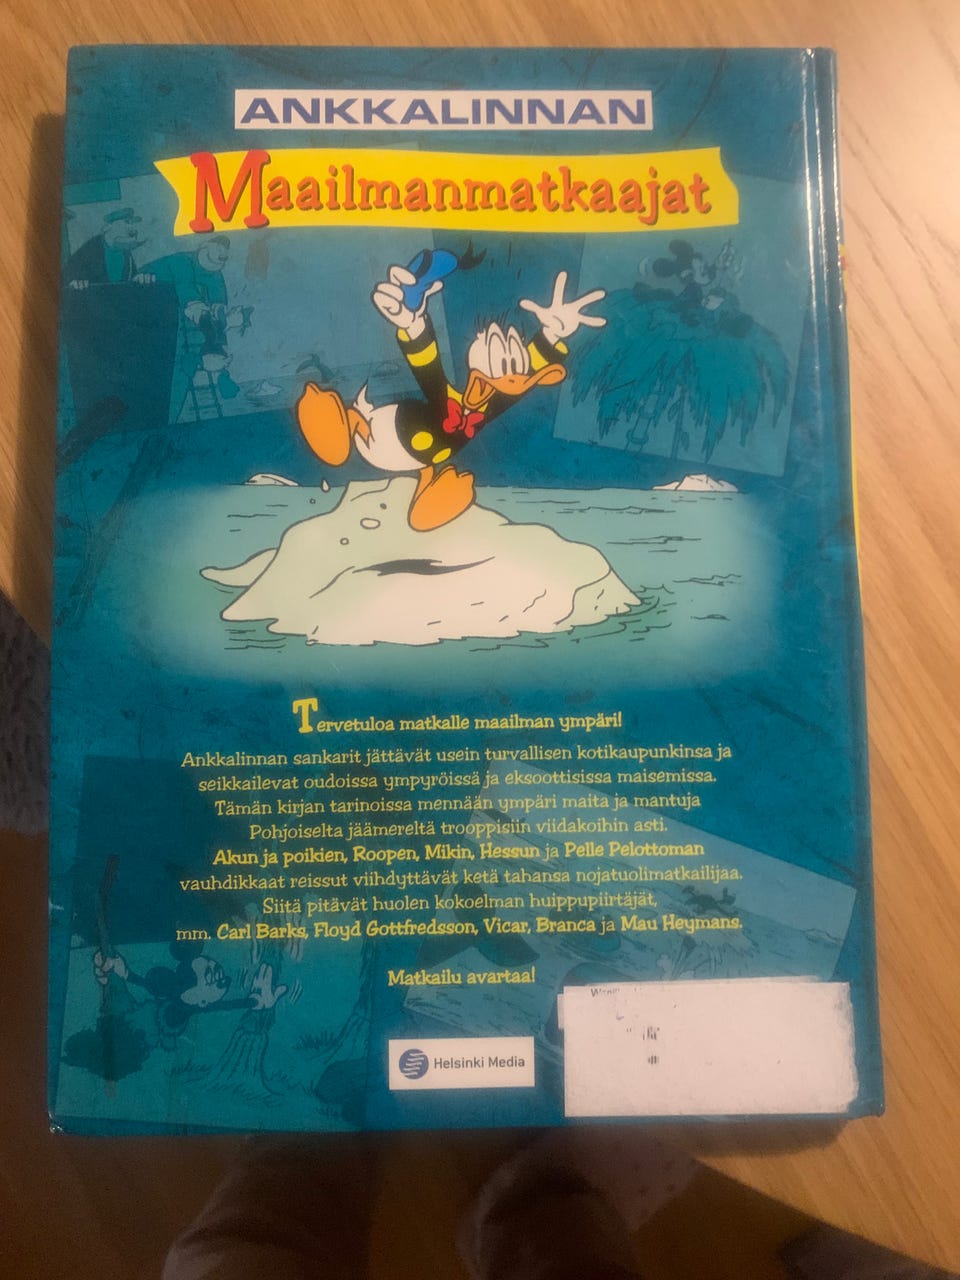 ANKKALINNAN
Maailmanmatkaajat
Tervetuloa matkalle maailman ympäri!
Ankkalinnan sankarit jättävät usein turvallisen kotikaupunkinsa ja
seikkailevat oudoissa ympyröissä ja eksoottisissa maisemissa.
Tämän kirjan tarinoissa mennään ympäri maita ja mantuja
Pohjoiselta jäämereltä trooppisiin viidakoihin asti.
Akun ja poikien, Roopen, Mikin, Hessun ja Pelle Pelottoman
vauhdikkaat reissut viihdyttävät ketä tahansa nojatuolimatkailijaa.
Siitä pitävät huolen kokoelman huippupiirtäjät,
mm. Carl Barks, Floyd Gottfredsson, Vicar, Branca ja Mau Heymans.
Matkailu avartaa!
Helsinki Media